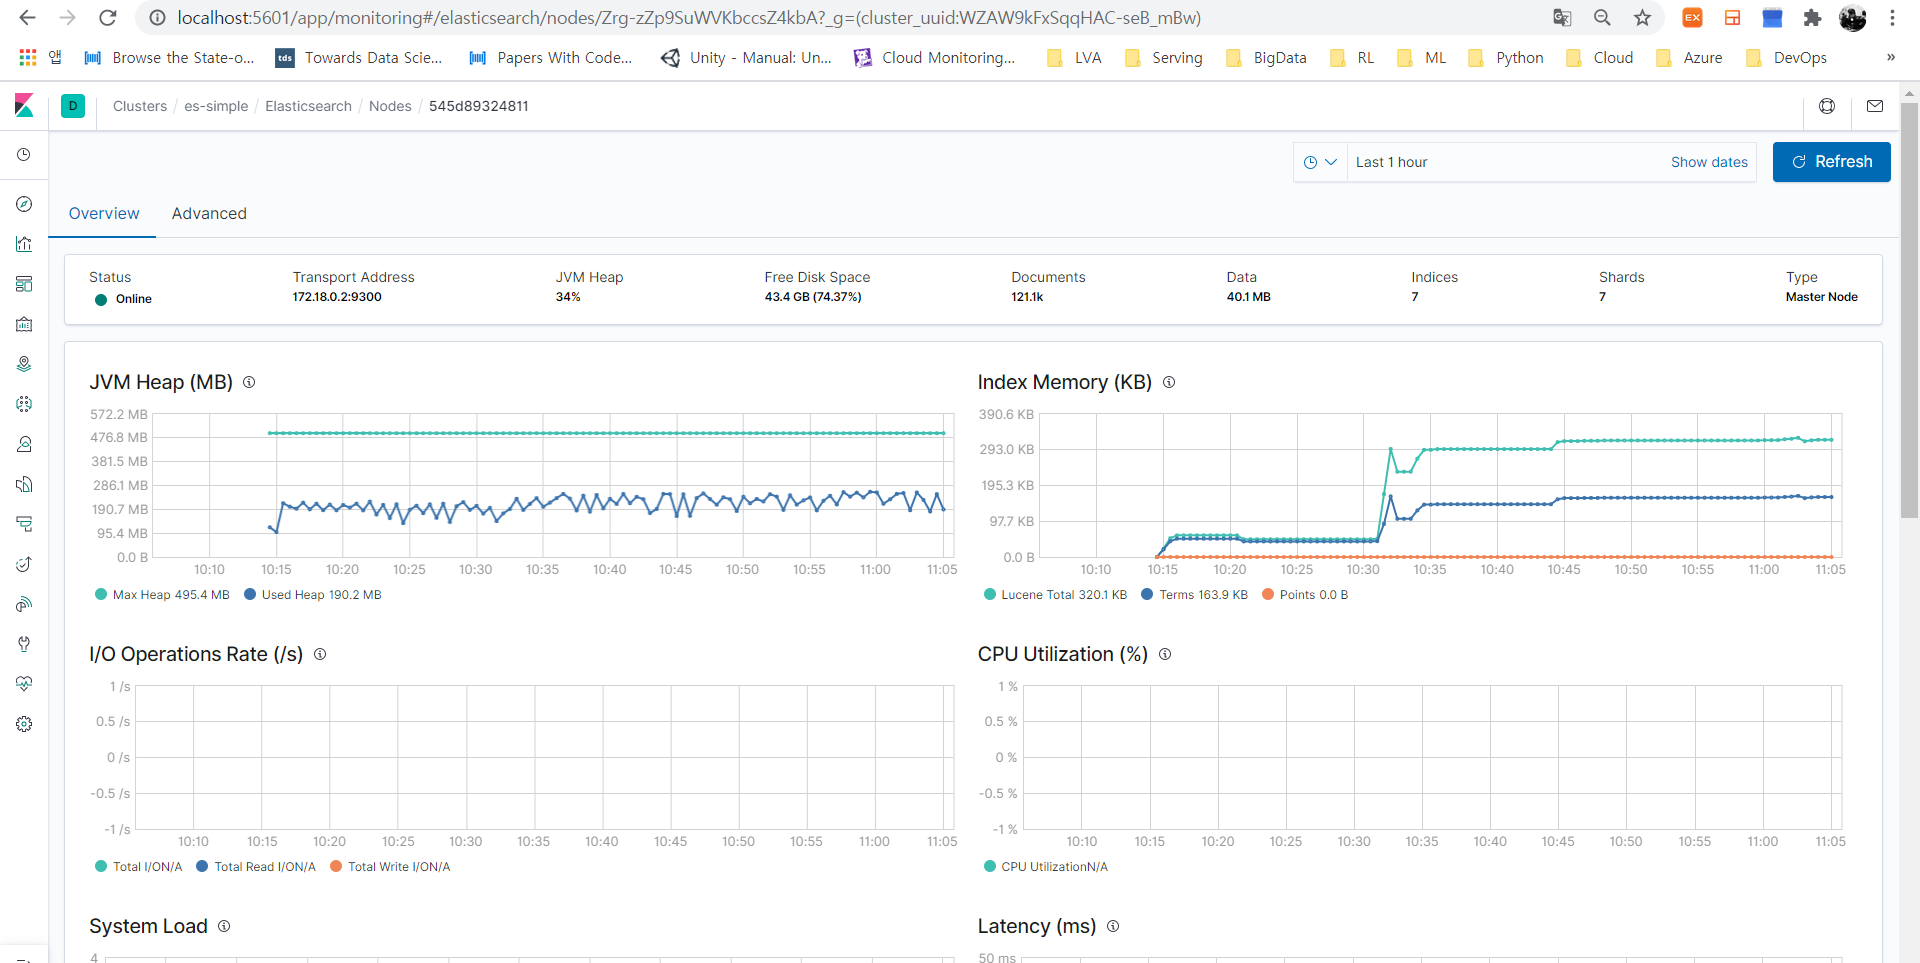 localhost:5601/app/monitoring#/elasticsearch/nodes/Zrg-zZp9SuWVKbccsZ4kbA?_g=(cluster_uuid:WZAW9kFxSqqHAC-seB_mBw)
EX
앱 Browse the State-o... tds Towards Data Scie... Papers With Code... Unity - Manual: Un... Cloud Monitoring... LVA Serving BigData RL ML Python Cloud Azure DevOps »
D Clusters / es-simple / Elasticsearch / Nodes / 545d89324811
Last 1 hour Show dates Refresh
Overview Advanced
Status Transport Address JVM Heap Free Disk Space Documents Data Indices Shards Type
Online 172.18.0.2:9300 34% 43.4 GB (74.37%) 121.1k 40.1 MB 7 7 Master Node
JVM Heap (MB)
572.2 MB
476.8 MB
381.5 MB
286.1 MB
190.7 MB
95.4 MB
0.0 B
10:10 10:15 10:20 10:25 10:30 10:35 10:40 10:45 10:50 10:55 11:00 11:05
Max Heap 495.4 MB Used Heap 190.2 MB
Index Memory (KB)
390.6 KB
293.0 KB
195.3 KB
97.7 KB
0.0 B
10:10 10:15 10:20 10:25 10:30 10:35 10:40 10:45 10:50 10:55 11:00 11:05
Lucene Total 320.1 KB Terms 163.9 KB Points 0.0 B
I/O Operations Rate (/s)
1 /s
0.5 /s
0 /s
-0.5 /s
-1 /s
10:10 10:15 10:20 10:25 10:30 10:35 10:40 10:45 10:50 10:55 11:00 11:05
Total I/ON/A Total Read I/ON/A Total Write I/ON/A
CPU Utilization (%)
1 %
0.5 %
0 %
-0.5 %
-1 %
10:10 10:15 10:20 10:25 10:30 10:35 10:40 10:45 10:50 10:55 11:00 11:05
CPU UtilizationN/A
System Load
4
Latency (ms)
50 ms